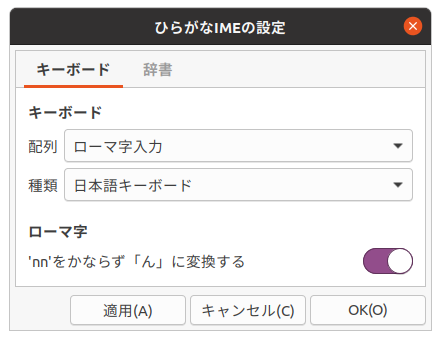 ひらがなIMEの設定
キーボード 辞書
キーボード
配列 ローマ字入力
種類 日本語キーボード
ローマ字
'nn'をかならず「ん」に変換する
適用(A) キャンセル(C) OK(O)